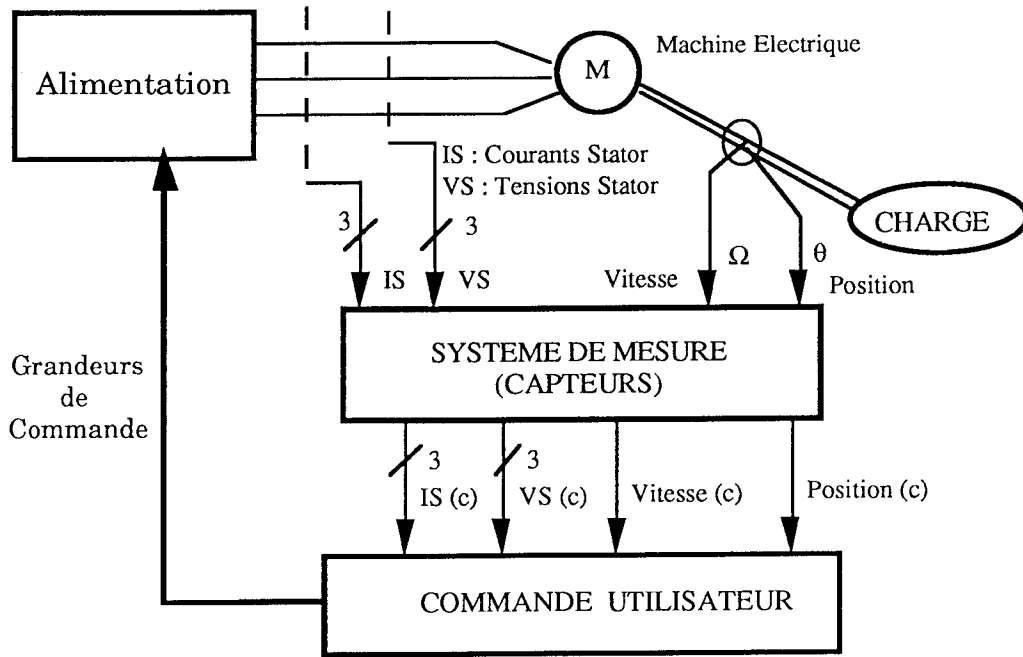 Alimentation
M
Machine Electrique
IS : Courants Stator
VS : Tensions Stator
CHARGE
3
3
IS
VS
Ω
θ
Vitesse
Position
SYSTEME DE MESURE
(CAPTEURS)
Grandeurs
de
Commande
3
3
IS (c)
VS (c)
Vitesse (c)
Position (c)
COMMANDE UTILISATEUR